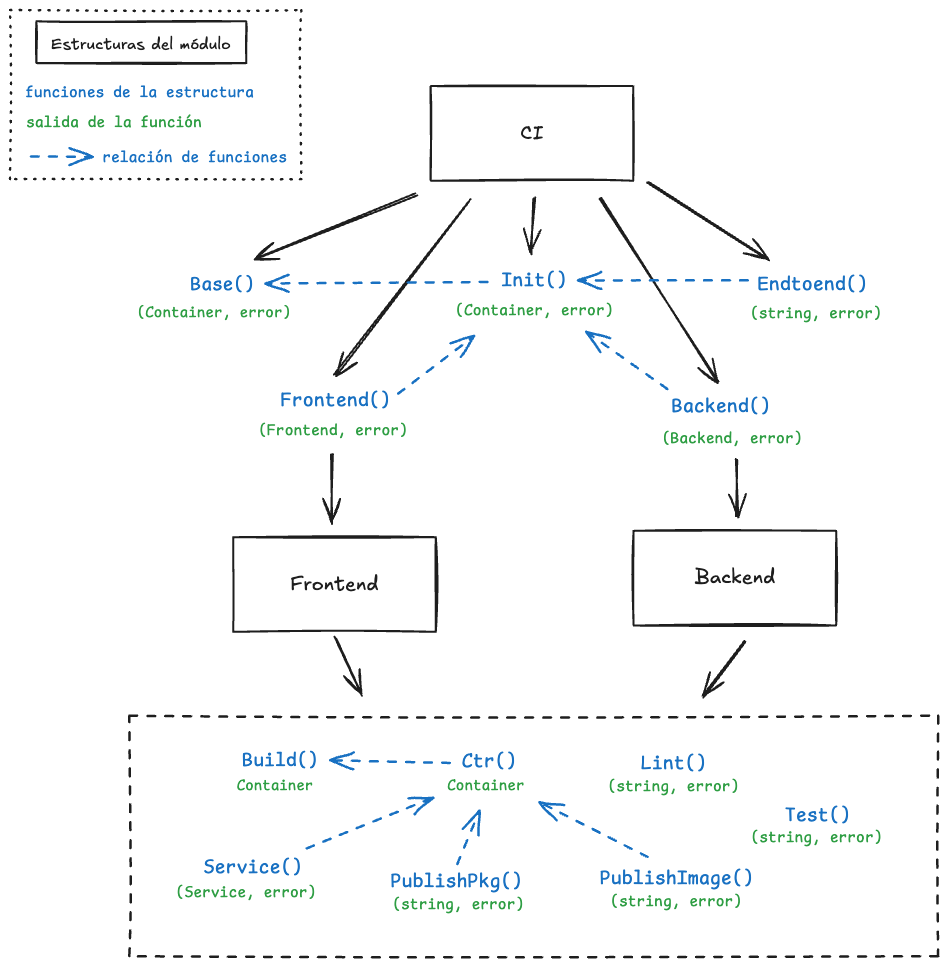 Estructuras del módulo
funciones de la estructura
salida de la función
relación de funciones
CI
Base()
(Container, error)
Init()
(Container, error)
Endtoend()
(string, error)
Frontend()
(Frontend, error)
Backend()
(Backend, error)
Frontend
Backend
Build()
Container
Ctr()
Container
Lint()
(string, error)
Test()
(string, error)
Service()
(Service, error)
PublishPkg()
(string, error)
PublishImage()
(string, error)